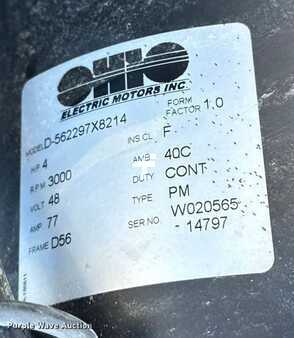 OHIO
ELECTRIC MOTORS INC.
MODEL D-562297X8214 FORM FACTOR 1.0
H/P 4 INS CL. F
R.P.M 3000 AMB. 40C
VOLT 48 DUTY CONT
AMP. 77 TYPE PM
FRAME D56 SER NO. W020565
- 14797
Purple Wave Auction